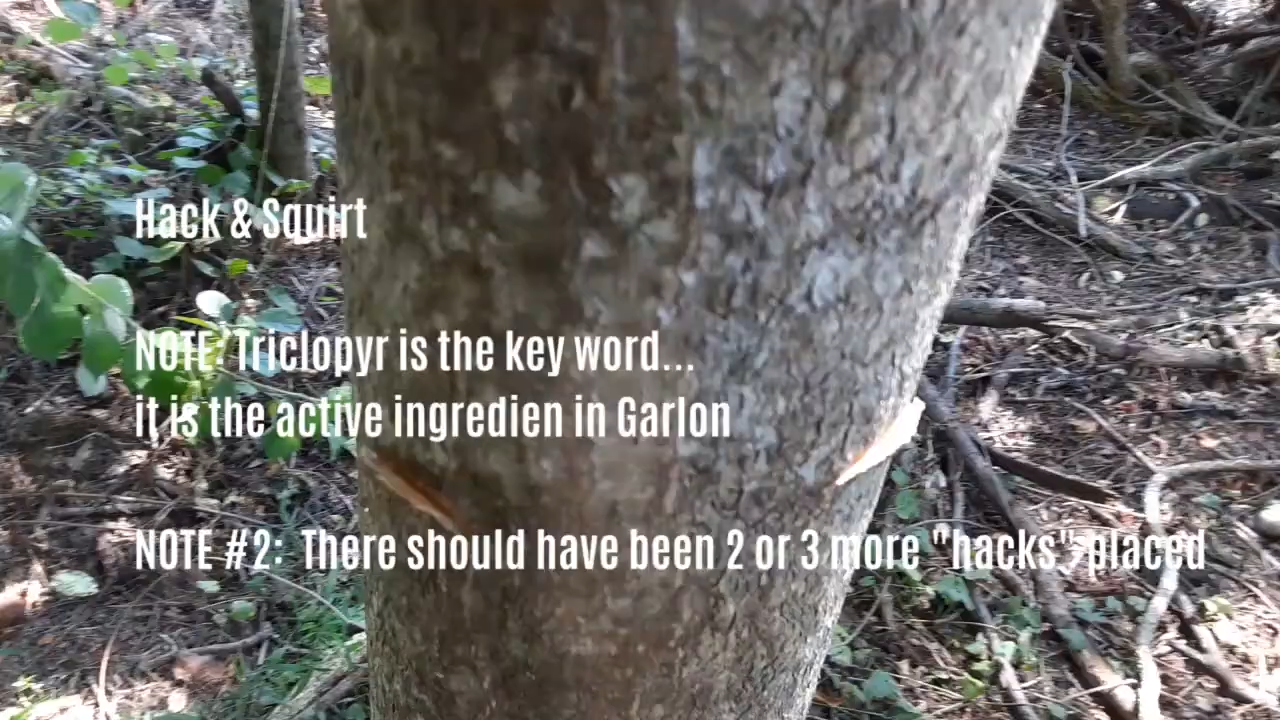 Hack & Squirt
NOTE: Triclopyr is the key word...
it is the active ingredien in Garlon
NOTE #2:  There should have been 2 or 3 more "hacks" placed